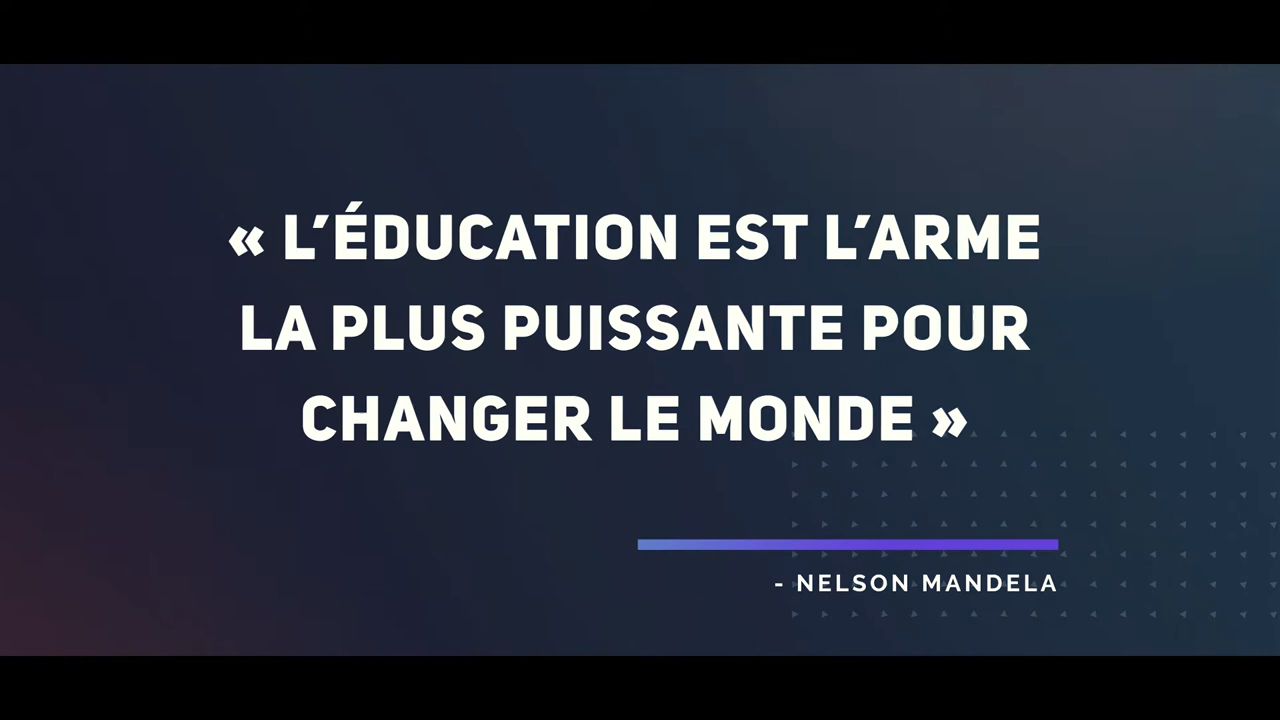 « L’ÉDUCATION EST L’ARME
LA PLUS PUISSANTE POUR
CHANGER LE MONDE »
- NELSON MANDELA